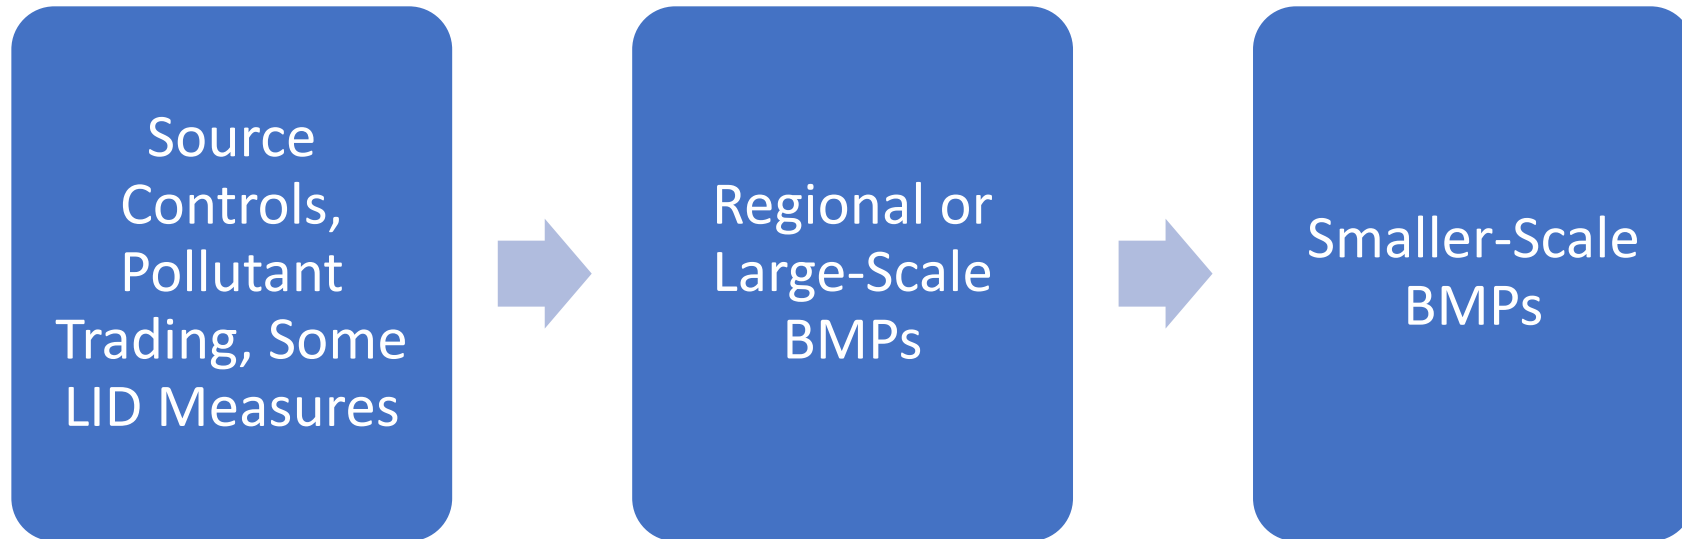 Source
Controls,
Pollutant
Trading, Some
LID Measures
Regional or
Large-Scale
BMPs
Smaller-Scale
BMPs